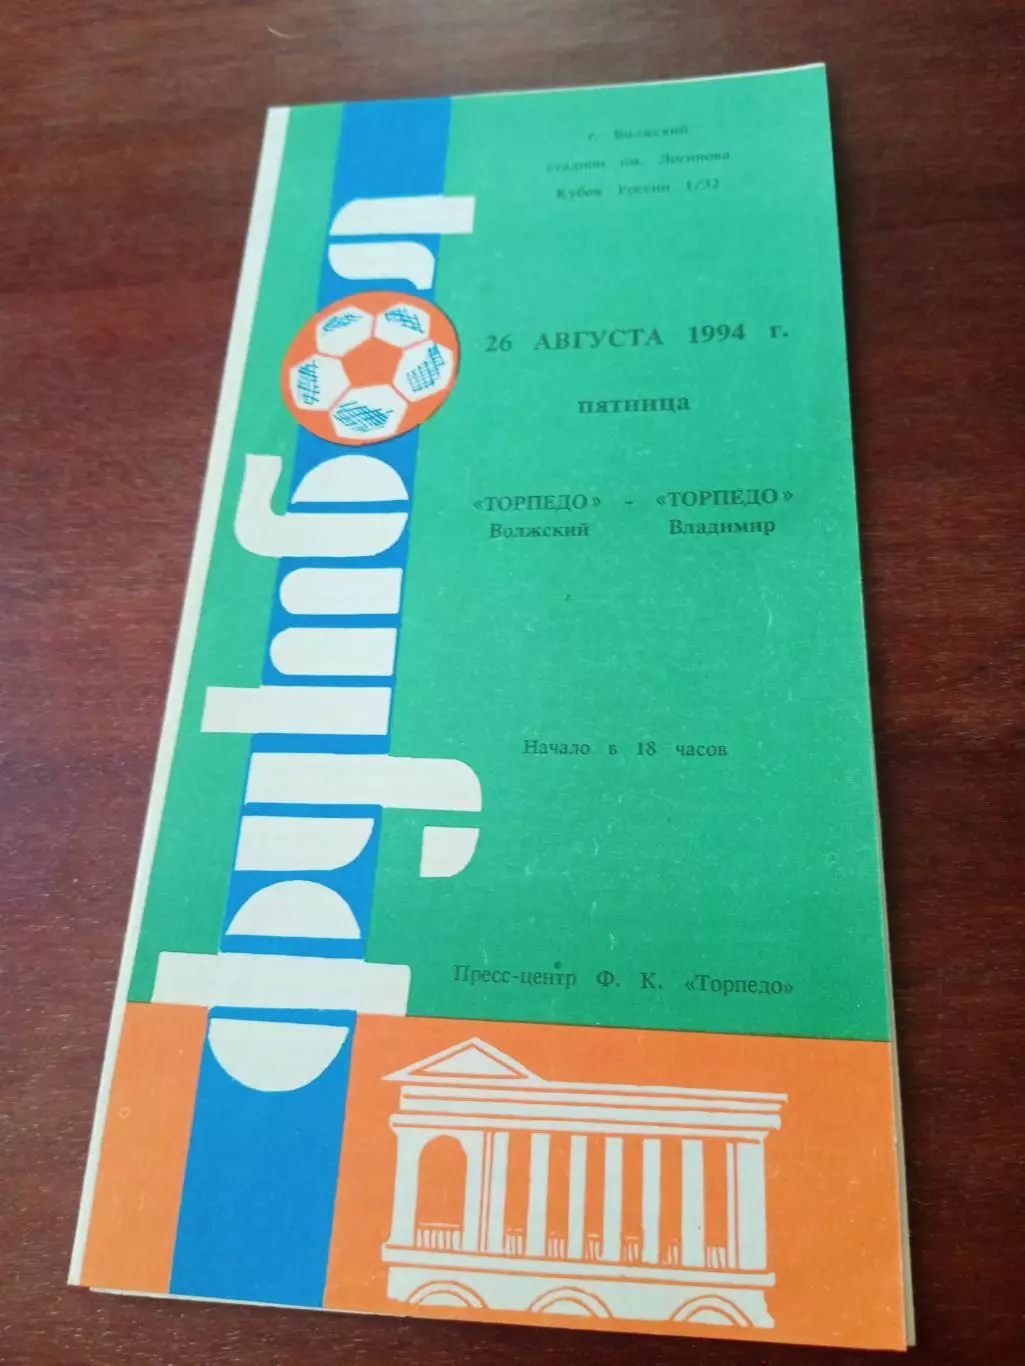 г. Волжский
стадион им. Логинова
Кубок России 1/32
футбол
26 АВГУСТА 1994 г.
пятница
«ТОРПЕДО» - «ТОРПЕДО»
Волжский Владимир
Начало в 18 часов
Пресс-центр Ф. К. «Торпедо»